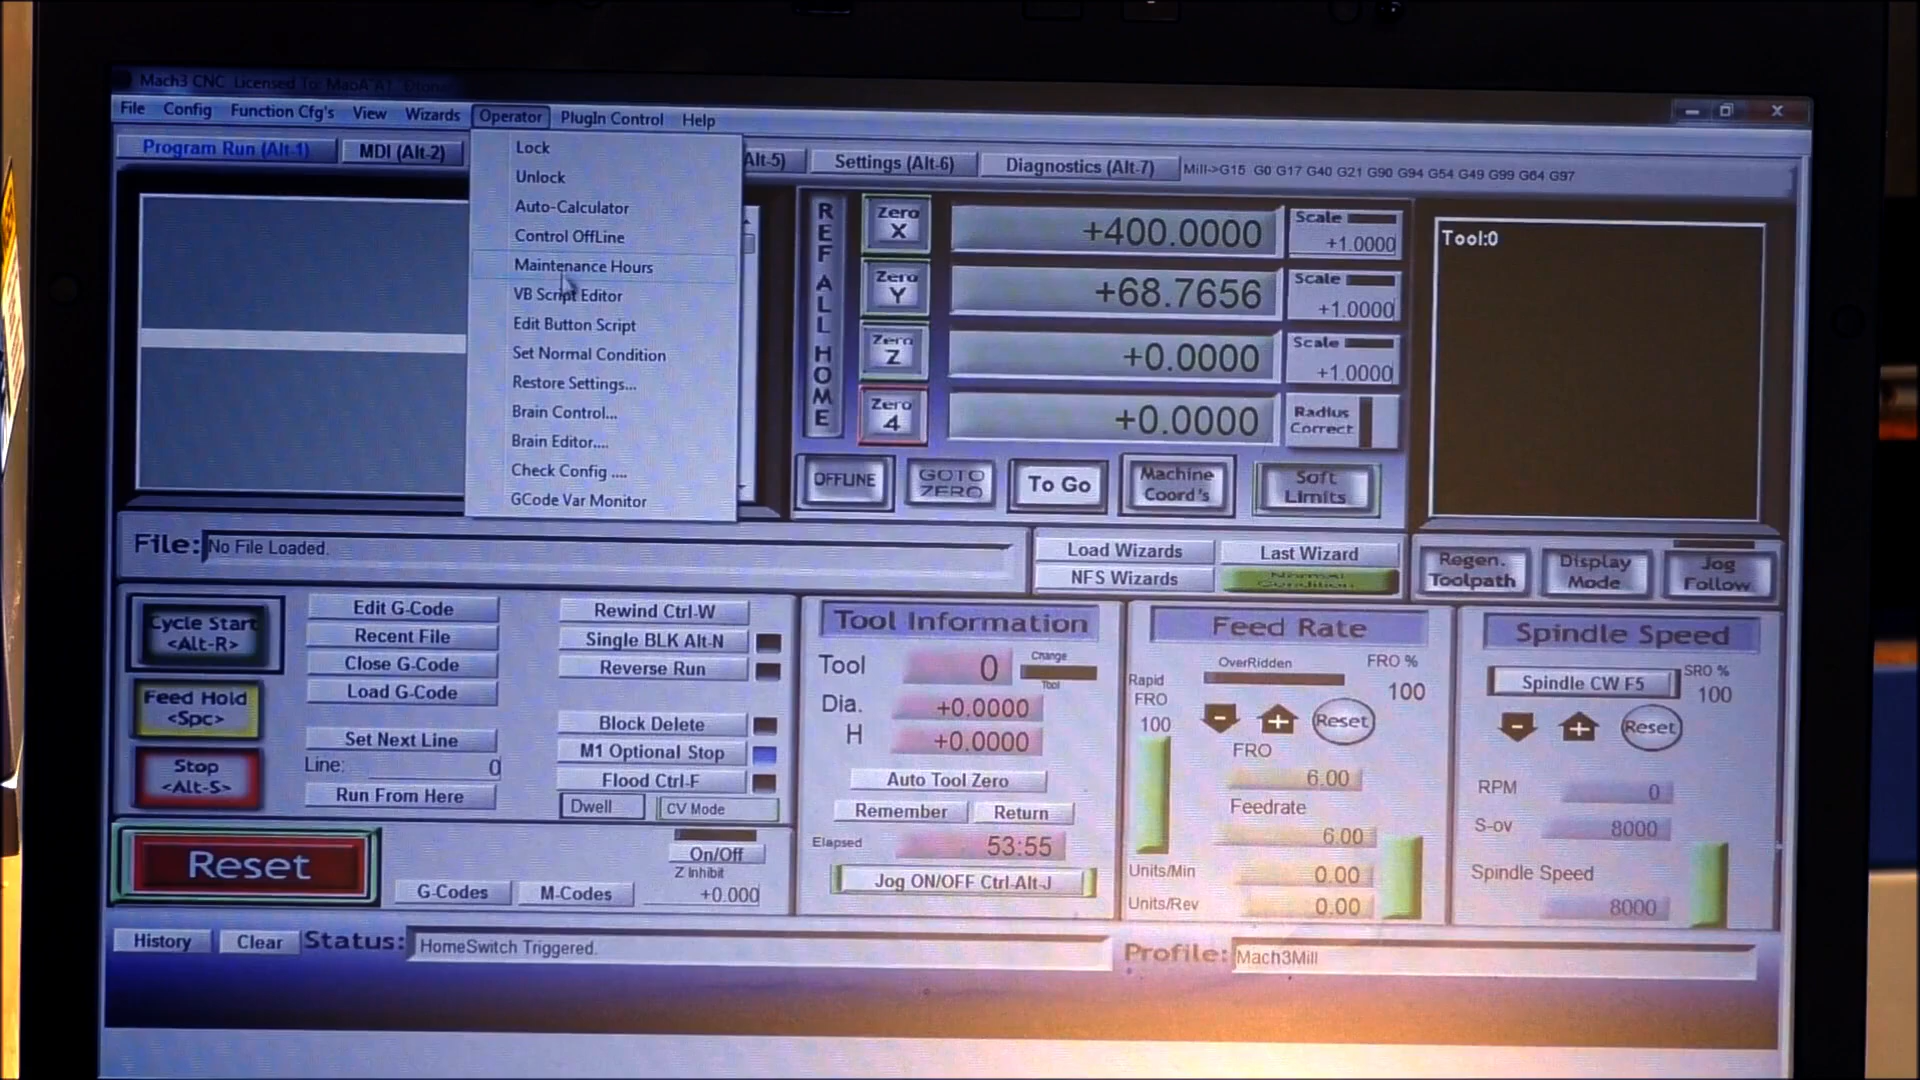 Mach3 CNC Licensed To:
File Config Function Cfg's View Wizards Operator PlugIn Control Help
Program Run (Alt-1) MDI (Alt-2) Alt-5) Settings (Alt-6) Diagnostics (Alt-7) Mill->G15 G0 G17 G40 G21 G90 G94 G54 G49 G99 G64 G97
Lock
Unlock
Auto-Calculator
Control OffLine
Maintenance Hours
VB Script Editor
Edit Button Script
Set Normal Condition
Restore Settings...
Brain Control...
Brain Editor....
Check Config ....
GCode Var Monitor
REF ALL HOME
Zero X +400.0000 Scale +1.0000
Zero Y +68.7656 Scale +1.0000
Zero Z +0.0000 Scale +1.0000
Zero 4 +0.0000 Radius Correct
OFFLINE GOTO ZERO To Go Machine Coord's Soft Limits
Tool:0
File: No File Loaded.
Load Wizards Last Wizard
NFS Wizards Normal Condition
Regen. Toolpath Display Mode Jog Follow
Cycle Start <Alt-R>
Feed Hold <Spc>
Stop <Alt-S>
Edit G-Code
Recent File
Close G-Code
Load G-Code
Set Next Line
Line: 0
Run From Here
Rewind Ctrl-W
Single BLK Alt-N
Reverse Run
Block Delete
M1 Optional Stop
Flood Ctrl-F
Dwell CV Mode
Reset
G-Codes M-Codes
On/Off
Z Inhibit
+0.000
Tool Information
Tool 0 Change Tool
Dia. +0.0000
H +0.0000
Auto Tool Zero
Remember Return
Elapsed 53:55
Jog ON/OFF Ctrl-Alt-J
Feed Rate
OverRidden FRO %
Rapid FRO 100
100
Reset
FRO
6.00
Feedrate
6.00
Units/Min 0.00
Units/Rev 0.00
Spindle Speed
Spindle CW F5 SRO %
100
Reset
RPM 0
S-ov 8000
Spindle Speed
8000
History Clear Status: HomeSwitch Triggered.
Profile: Mach3Mill